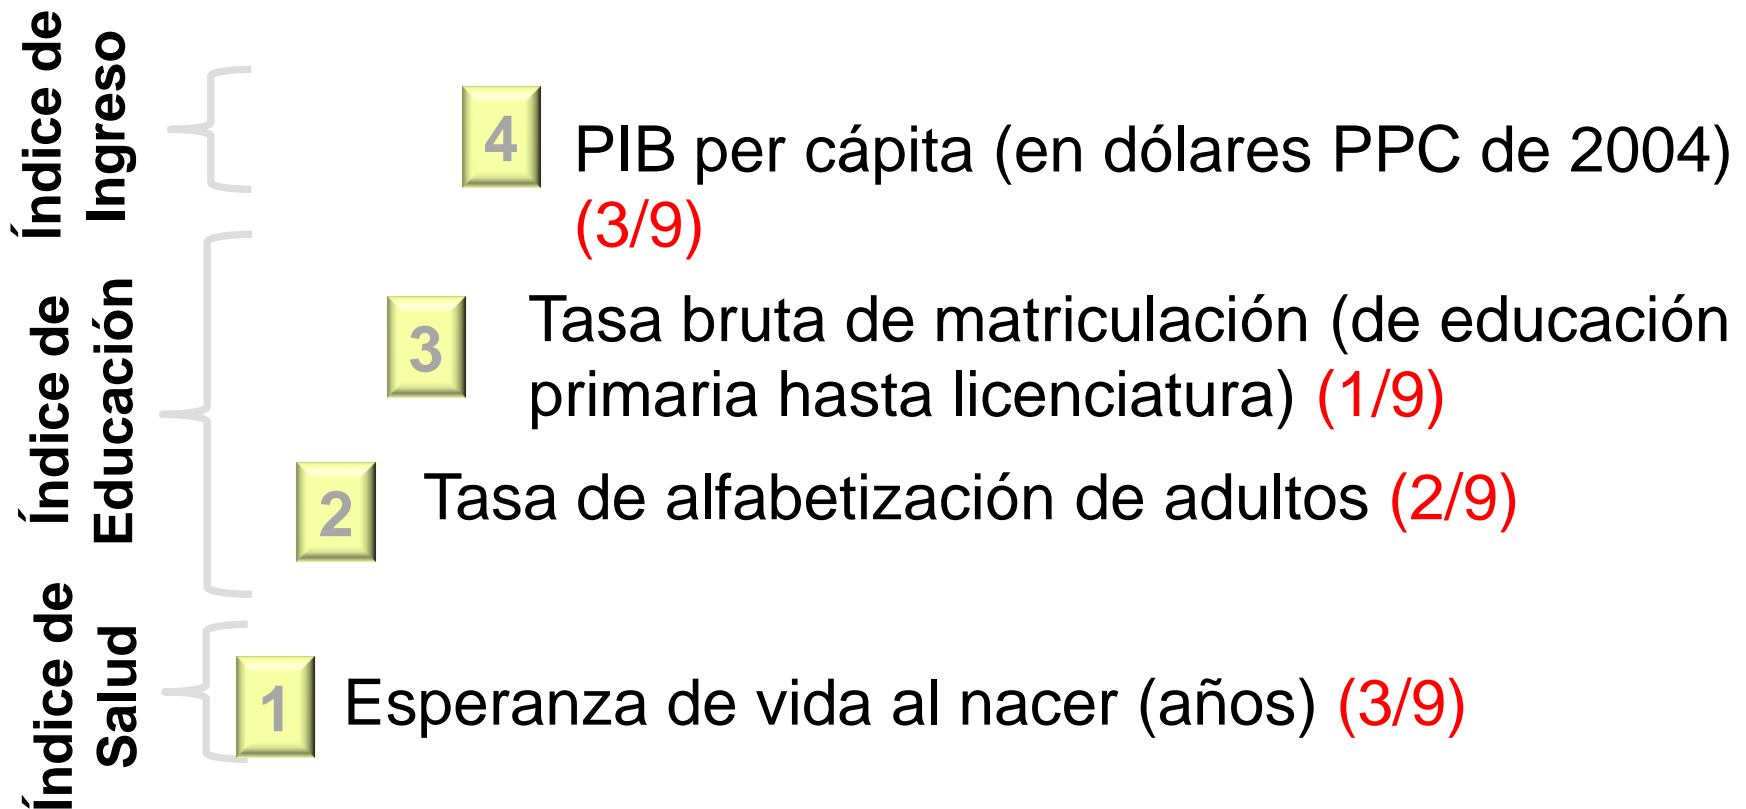 Índice de
Ingreso
4
PIB per cápita (en dólares PPC de 2004)
(3/9)
Índice de
Educación
3
Tasa bruta de matriculación (de educación
primaria hasta licenciatura) (1/9)
2
Tasa de alfabetización de adultos (2/9)
Índice de
Salud
1
Esperanza de vida al nacer (años) (3/9)